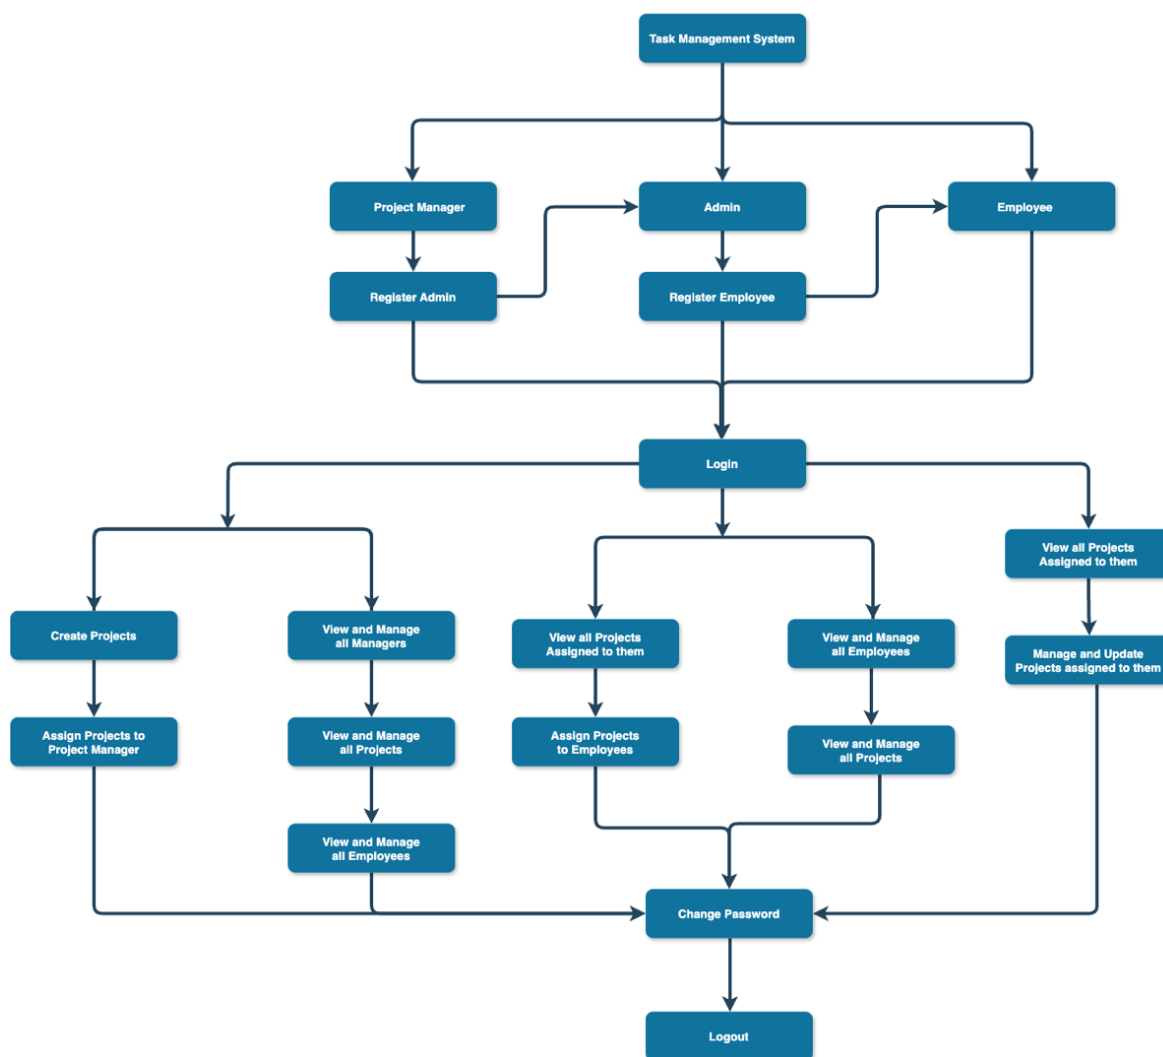 Task Management System
Project Manager
Admin
Employee
Register Admin
Register Employee
Login
View all Projects
Assigned to them
Create Projects
View and Manage
all Managers
View all Projects
Assigned to them
View and Manage
all Employees
Manage and Update
Projects assigned to them
Assign Projects to
Project Manager
View and Manage
all Projects
Assign Projects
to Employees
View and Manage
all Projects
View and Manage
all Employees
Change Password
Logout